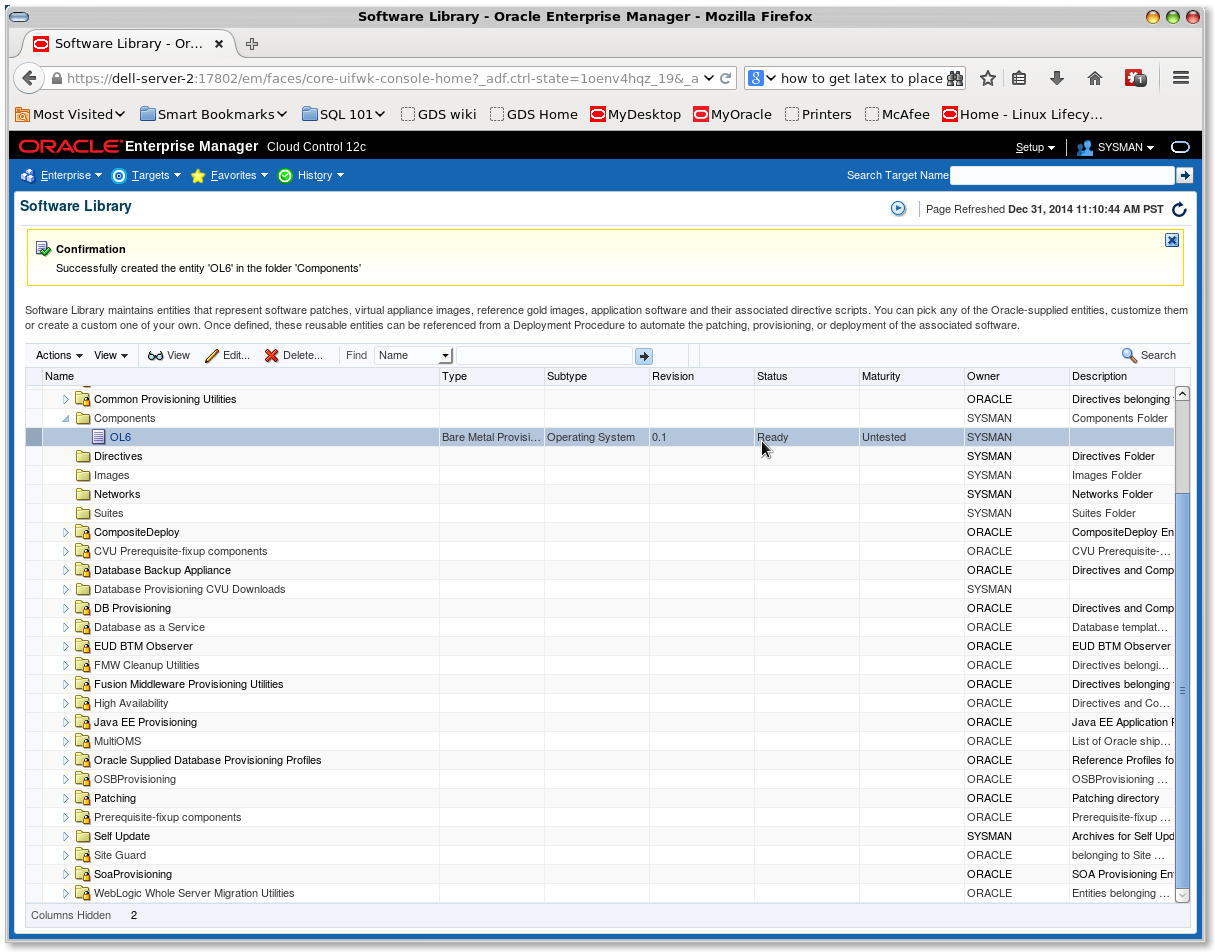 Software Library - Oracle Enterprise Manager - Mozilla Firefox
Software Library - Or...
https://dell-server-2:17802/em/faces/core-uifwk-console-home?_adf.ctrl-state=1oenv4hqz_19&_a
how to get latex to place
Most Visited Smart Bookmarks SQL 101 GDS wiki GDS Home MyDesktop MyOracle Printers McAfee Home - Linux Lifecy...
ORACLE Enterprise Manager Cloud Control 12c Setup SYSMAN
Enterprise Targets Favorites History Search Target Name
Software Library Page Refreshed Dec 31, 2014 11:10:44 AM PST
Confirmation
Successfully created the entity 'OL6' in the folder 'Components'
Software Library maintains entities that represent software patches, virtual appliance images, reference gold images, application software and their associated directive scripts. You can pick any of the Oracle-supplied entities, customize them
or create a custom one of your own. Once defined, these reusable entities can be referenced from a Deployment Procedure to automate the patching, provisioning, or deployment of the associated software.
Actions View View Edit... Delete... Find Name Search
Name Type Subtype Revision Status Maturity Owner Description
Common Provisioning Utilities ORACLE Directives belonging
Components SYSMAN Components Folder
OL6 Bare Metal Provisi... Operating System 0.1 Ready Untested SYSMAN
Directives SYSMAN Directives Folder
Images SYSMAN Images Folder
Networks SYSMAN Networks Folder
Suites SYSMAN Suites Folder
CompositeDeploy ORACLE CompositeDeploy En
CVU Prerequisite-fixup components ORACLE CVU Prerequisite-...
Database Backup Appliance ORACLE Directives and Comp
Database Provisioning CVU Downloads SYSMAN
DB Provisioning ORACLE Directives and Comp
Database as a Service ORACLE Database templat...
EUD BTM Observer ORACLE EUD BTM Observer
FMW Cleanup Utilities ORACLE Directives belongi...
Fusion Middleware Provisioning Utilities ORACLE Directives belonging
High Availability ORACLE Directives and Co...
Java EE Provisioning ORACLE Java EE Application
MultiOMS ORACLE List of Oracle ship...
Oracle Supplied Database Provisioning Profiles ORACLE Reference Profiles fo
OSBProvisioning ORACLE OSBProvisioning ...
Patching ORACLE Patching directory
Prerequisite-fixup components ORACLE Prerequisite-fixup ...
Self Update SYSMAN Archives for Self Upd
Site Guard ORACLE belonging to Site ...
SoaProvisioning ORACLE SOA Provisioning En
WebLogic Whole Server Migration Utilities ORACLE Entities belonging ...
Columns Hidden 2